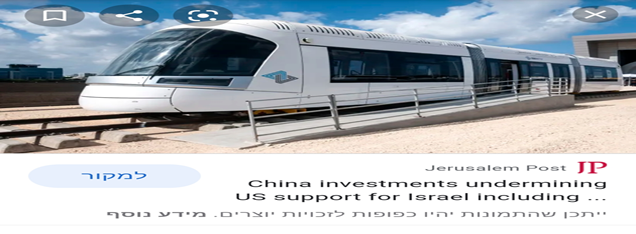 Jerusalem Post JP
למקור
China investments undermining
US support for Israel including ...
ייתכן שהתמונות יהיו כפופות לזכויות יוצרים. מידע נוסף